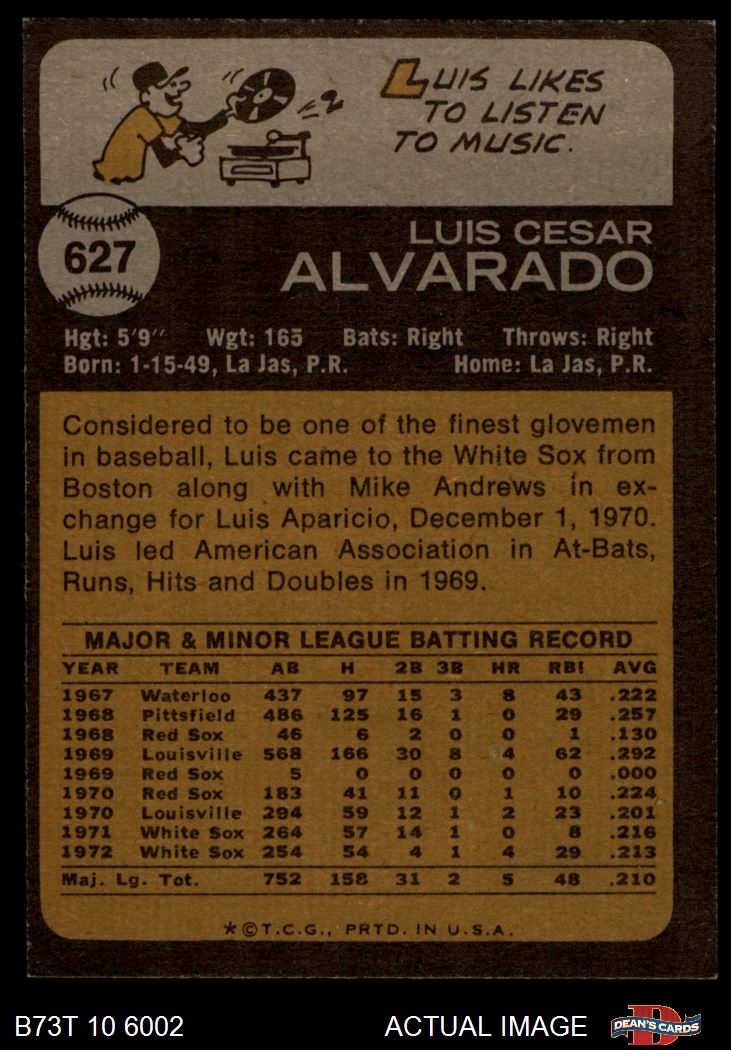 LUIS LIKES
TO LISTEN
TO MUSIC.
627
LUIS CESAR
ALVARADO
Hgt: 5'9" Wgt: 165 Bats: Right Throws: Right
Born: 1-15-49, La Jas, P.R. Home: La Jas, P.R.
Considered to be one of the finest glovemen
in baseball, Luis came to the White Sox from
Boston along with Mike Andrews in ex-
change for Luis Aparicio, December 1, 1970.
Luis led American Association in At-Bats,
Runs, Hits and Doubles in 1969.
MAJOR & MINOR LEAGUE BATTING RECORD
YEAR TEAM AB H 2B 3B HR RBI AVG
1967 Waterloo 437 97 15 3 8 43 .222
1968 Pittsfield 486 125 16 1 0 29 .257
1968 Red Sox 46 6 2 0 0 1 .130
1969 Louisville 568 166 30 8 4 62 .292
1969 Red Sox 5 0 0 0 0 0 .000
1970 Red Sox 183 41 11 0 1 10 .224
1970 Louisville 294 59 12 1 2 23 .201
1971 White Sox 264 57 14 1 0 8 .216
1972 White Sox 254 54 4 1 4 29 .213
Maj. Lg. Tot. 752 158 31 2 5 48 .210
*©T.C.G., PRTD. IN U.S.A.
B73T 10 6002 ACTUAL IMAGE DEAN'S CARDS